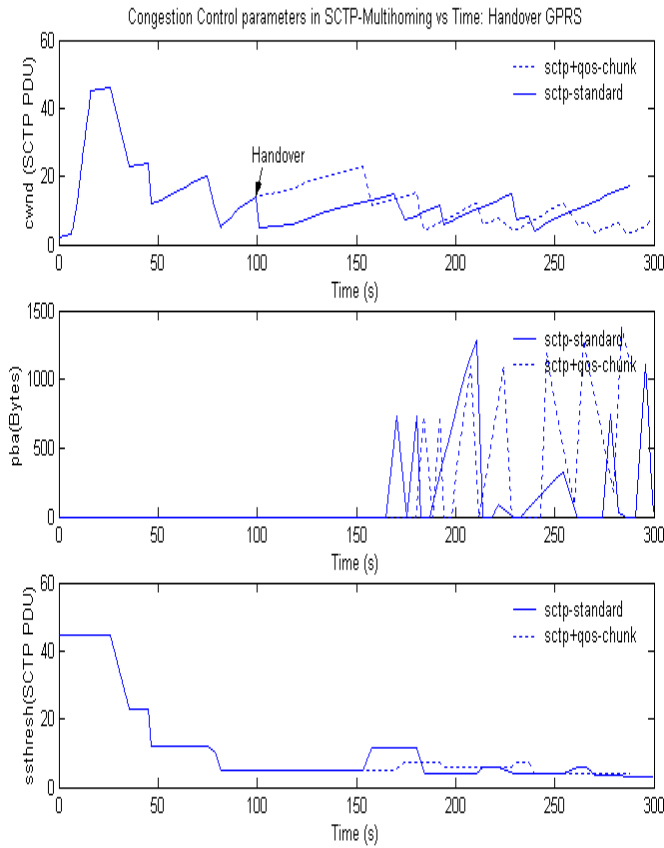 Congestion Control parameters in SCTP-Multihoming vs Time: Handover GPRS
60
40
20
0
cwnd (SCTP PDU)
sctp+qos-chunk
sctp-standard
Handover
0 50 100 150 200 250 300
Time (s)
1500
1000
500
0
pba(Bytes)
sctp-standard
sctp+qos-chunk
0 50 100 150 200 250 300
Time (s)
60
40
20
0
ssthresh(SCTP PDU)
sctp-standard
sctp+qos-chunk
0 50 100 150 200 250 300
Time (s)